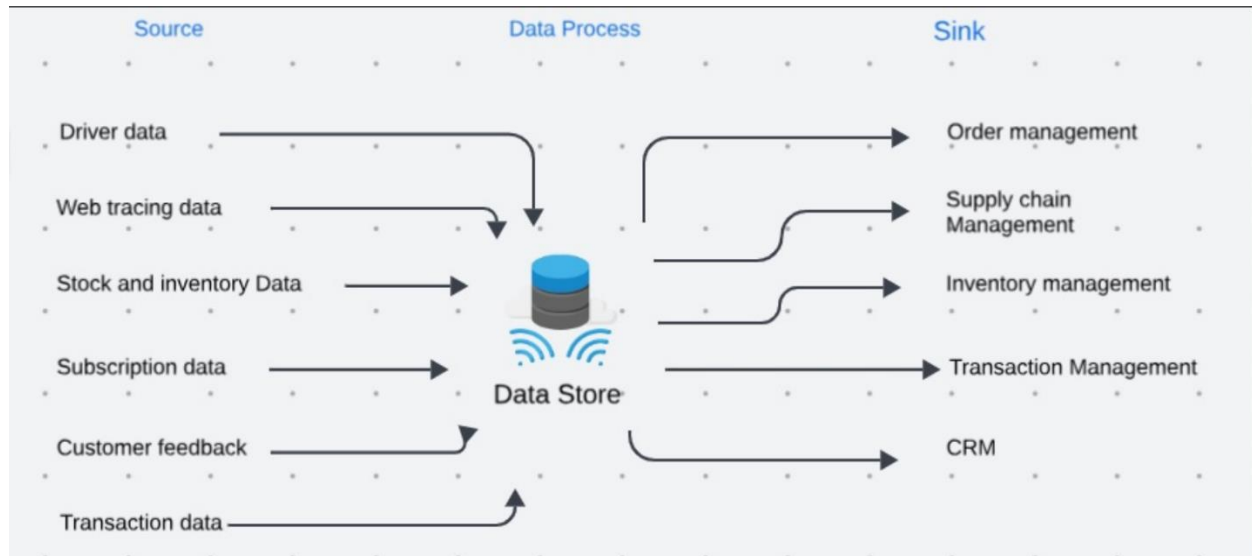 Source
Data Process
Sink
Driver data
Order management
Web tracing data
Supply chain
Management
Stock and inventory Data
Inventory management
Subscription data
Transaction Management
Data Store
Customer feedback
CRM
Transaction data